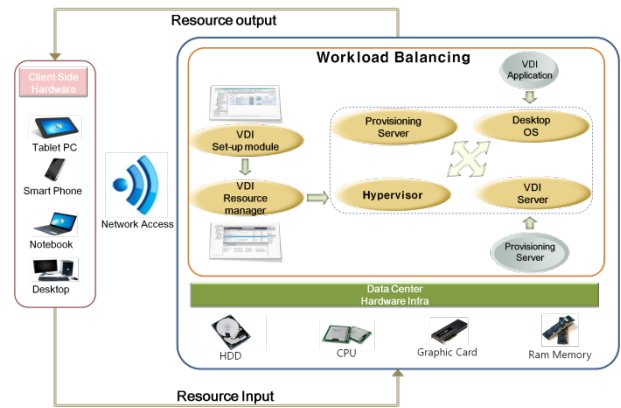 Resource output
Workload Balancing
Client Side
Hardware
Tablet PC
Smart Phone
Notebook
Desktop
Network Access
VDI
Set-up module
VDI
Resource
manager
Provisioning
Server
VDI
Application
Desktop
OS
Hypervisor
VDI
Server
Provisioning
Server
Data Center
Hardware Infra
HDD
CPU
Graphic Card
Ram Memory
Resource Input